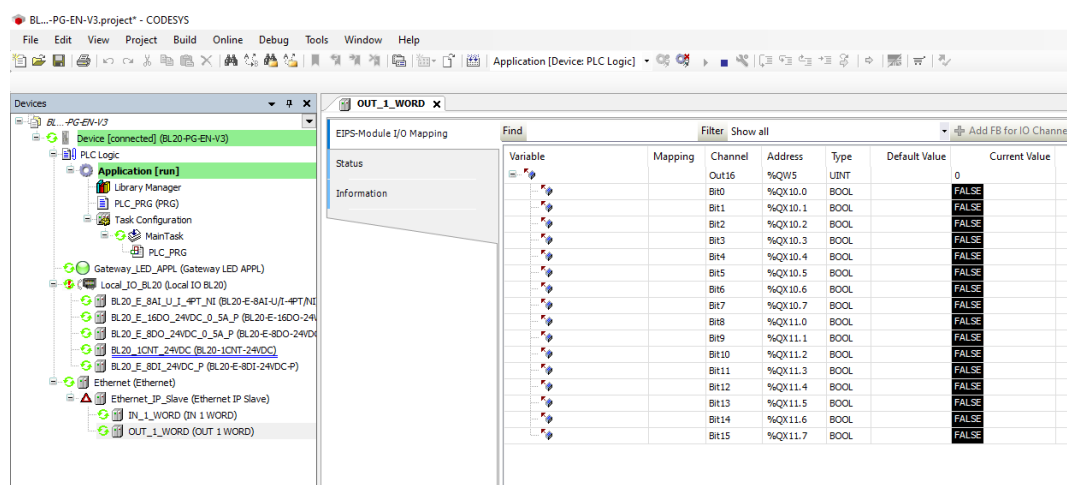 BL...-PG-EN-V3.project* - CODESYS
File Edit View Project Build Online Debug Tools Window Help
Application [Device: PLC Logic]
Devices
BL...-PG-EN-V3
Device [connected] (BL20-PG-EN-V3)
PLC Logic
Application [run]
Library Manager
PLC_PRG (PRG)
Task Configuration
MainTask
PLC_PRG
Gateway_LED_APPL (Gateway LED APPL)
Local_IO_BL20 (Local IO BL20)
BL20_E_8AI_U_I_4PT_NI (BL20-E-8AI-U/I-4PT/NI
BL20_E_16DO_24VDC_0_5A_P (BL20-E-16DO-24V
BL20_E_8DO_24VDC_0_5A_P (BL20-E-8DO-24VD
BL20_1CNT_24VDC (BL20-1CNT-24VDC)
BL20_E_8DI_24VDC_P (BL20-E-8DI-24VDC-P)
Ethernet (Ethernet)
Ethernet_IP_Slave (Ethernet IP Slave)
IN_1_WORD (IN 1 WORD)
OUT_1_WORD (OUT 1 WORD)
OUT_1_WORD X
EIPS-Module I/O Mapping
Status
Information
Find Filter Show all Add FB for IO Channe
Variable Mapping Channel Address Type Default Value Current Value
Out16 %QW5 UINT 0
Bit0 %QX10.0 BOOL FALSE
Bit1 %QX10.1 BOOL FALSE
Bit2 %QX10.2 BOOL FALSE
Bit3 %QX10.3 BOOL FALSE
Bit4 %QX10.4 BOOL FALSE
Bit5 %QX10.5 BOOL FALSE
Bit6 %QX10.6 BOOL FALSE
Bit7 %QX10.7 BOOL FALSE
Bit8 %QX11.0 BOOL FALSE
Bit9 %QX11.1 BOOL FALSE
Bit10 %QX11.2 BOOL FALSE
Bit11 %QX11.3 BOOL FALSE
Bit12 %QX11.4 BOOL FALSE
Bit13 %QX11.5 BOOL FALSE
Bit14 %QX11.6 BOOL FALSE
Bit15 %QX11.7 BOOL FALSE